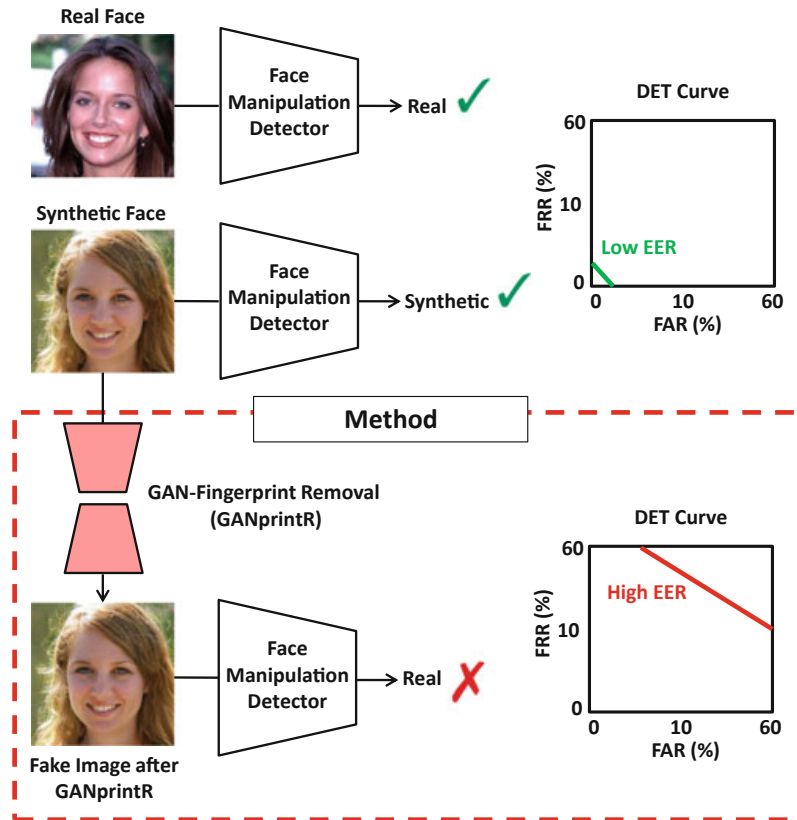 Real Face
Face
Manipulation
Detector
Real
Synthetic Face
Face
Manipulation
Detector
Synthetic
DET Curve
60
10
0
FRR (%)
Low EER
0 10 60
FAR (%)
Method
GAN-Fingerprint Removal
(GANprintR)
Face
Manipulation
Detector
Real
Fake Image after
GANprintR
DET Curve
60
10
0
FRR (%)
High EER
0 10 60
FAR (%)